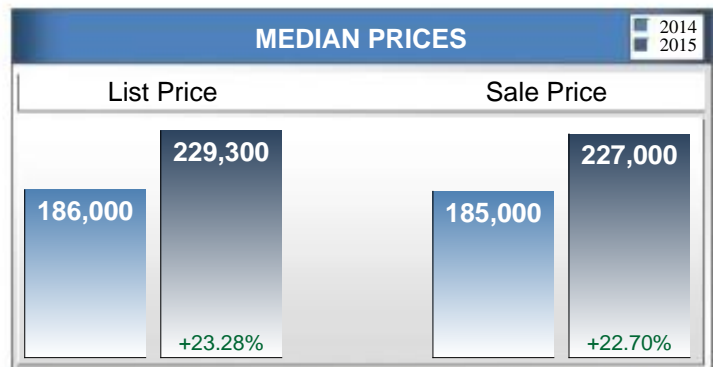 MEDIAN PRICES
2014
2015
List Price
Sale Price
186,000
229,300
+23.28%
185,000
227,000
+22.70%